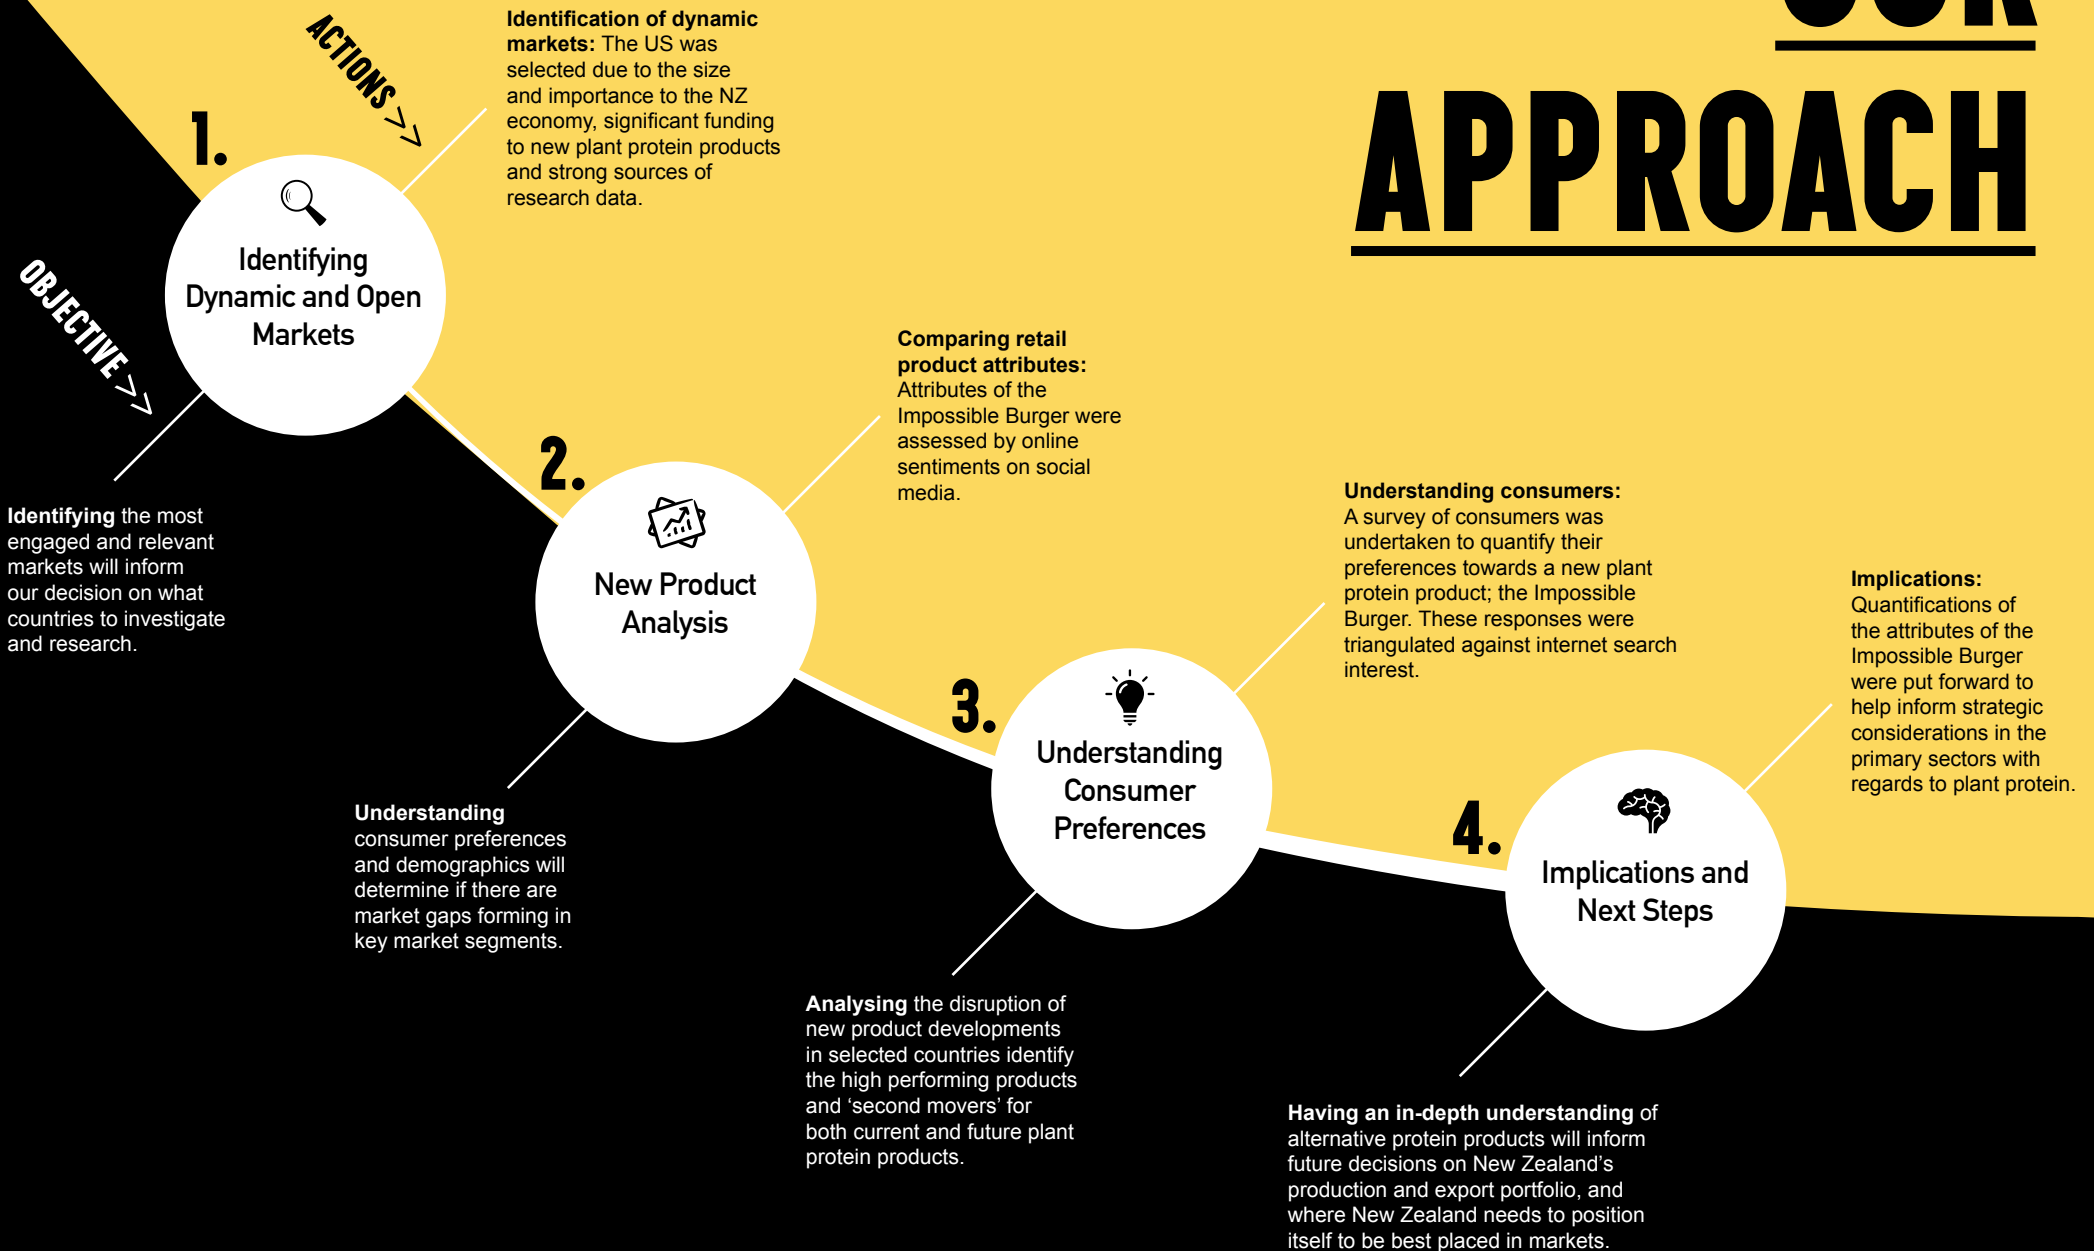 OUR
APPROACH
ACTIONS >>
OBJECTIVE >>
1.
Identifying
Dynamic and Open
Markets
Identification of dynamic
markets: The US was
selected due to the size
and importance to the NZ
economy, significant funding
to new plant protein products
and strong sources of
research data.
Identifying the most
engaged and relevant
markets will inform
our decision on what
countries to investigate
and research.
2.
New Product
Analysis
Comparing retail
product attributes:
Attributes of the
Impossible Burger were
assessed by online
sentiments on social
media.
Understanding
consumer preferences
and demographics will
determine if there are
market gaps forming in
key market segments.
3.
Understanding
Consumer
Preferences
Understanding consumers:
A survey of consumers was
undertaken to quantify their
preferences towards a new plant
protein product; the Impossible
Burger. These responses were
triangulated against internet search
interest.
Analysing the disruption of
new product developments
in selected countries identify
the high performing products
and ‘second movers’ for
both current and future plant
protein products.
4.
Implications and
Next Steps
Implications:
Quantifications of
the attributes of the
Impossible Burger
were put forward to
help inform strategic
considerations in the
primary sectors with
regards to plant protein.
Having an in-depth understanding of
alternative protein products will inform
future decisions on New Zealand’s
production and export portfolio, and
where New Zealand needs to position
itself to be best placed in markets.